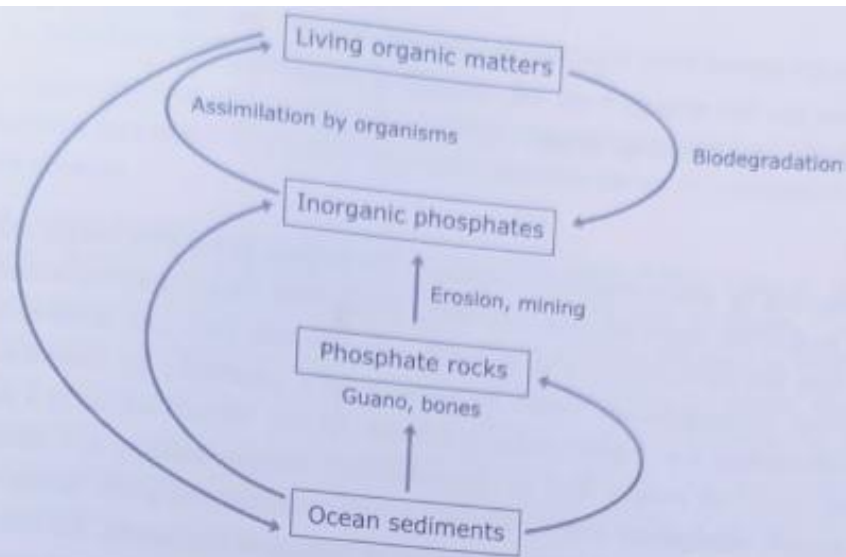 Living organic matters
Assimilation by organisms
Biodegradation
Inorganic phosphates
Erosion, mining
Phosphate rocks
Guano, bones
Ocean sediments